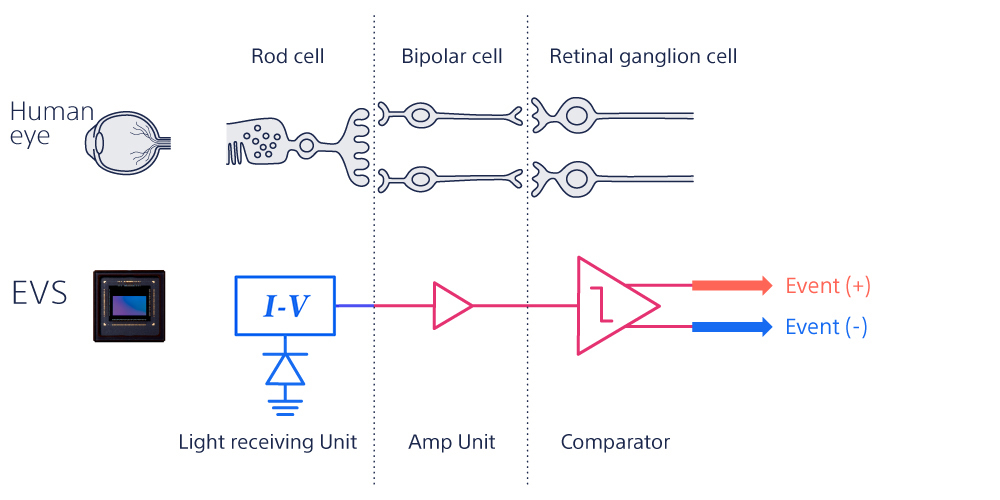 Rod cell
Bipolar cell
Retinal ganglion cell
Human
eye
EVS
I-V
Event (+)
Event (-)
Light receiving Unit
Amp Unit
Comparator